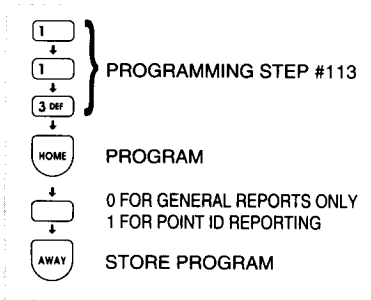 1
1 PROGRAMMING STEP #113
3 DEF
HOME PROGRAM
0 FOR GENERAL REPORTS ONLY
1 FOR POINT ID REPORTING
AWAY STORE PROGRAM